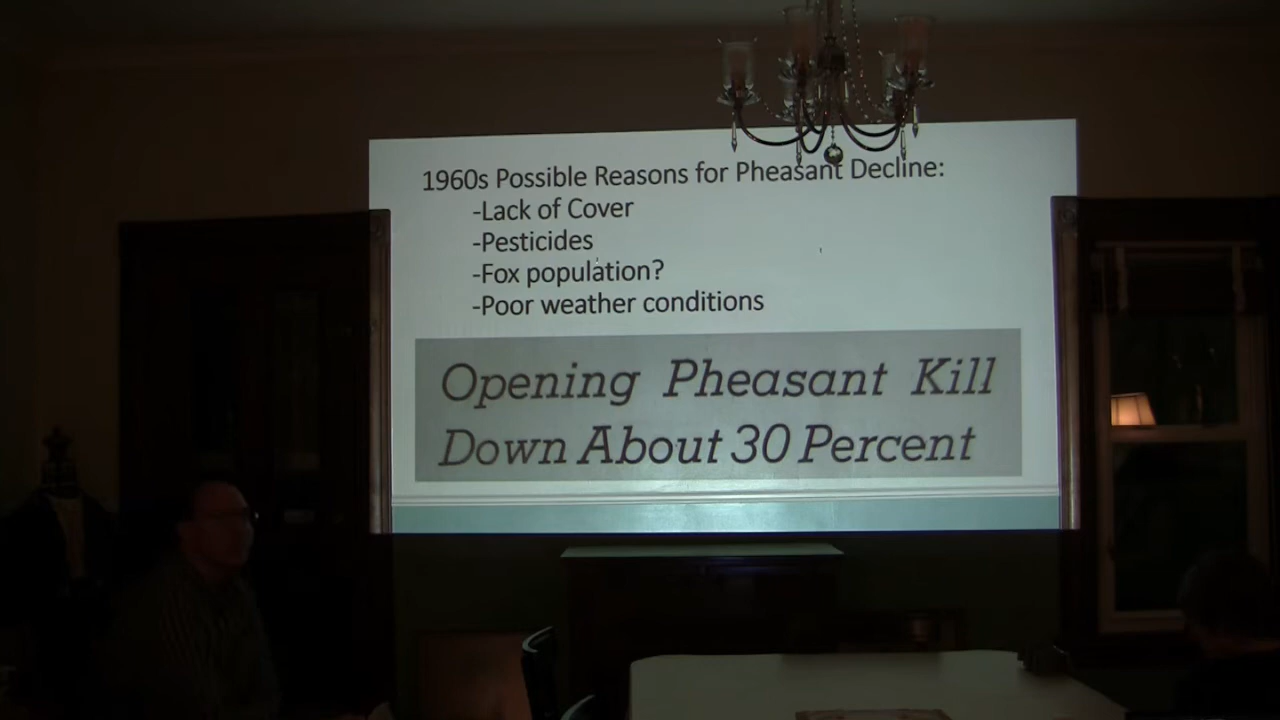 1960s Possible Reasons for Pheasant Decline:
-Lack of Cover
-Pesticides
-Fox population?
-Poor weather conditions
Opening Pheasant Kill
Down About 30 Percent